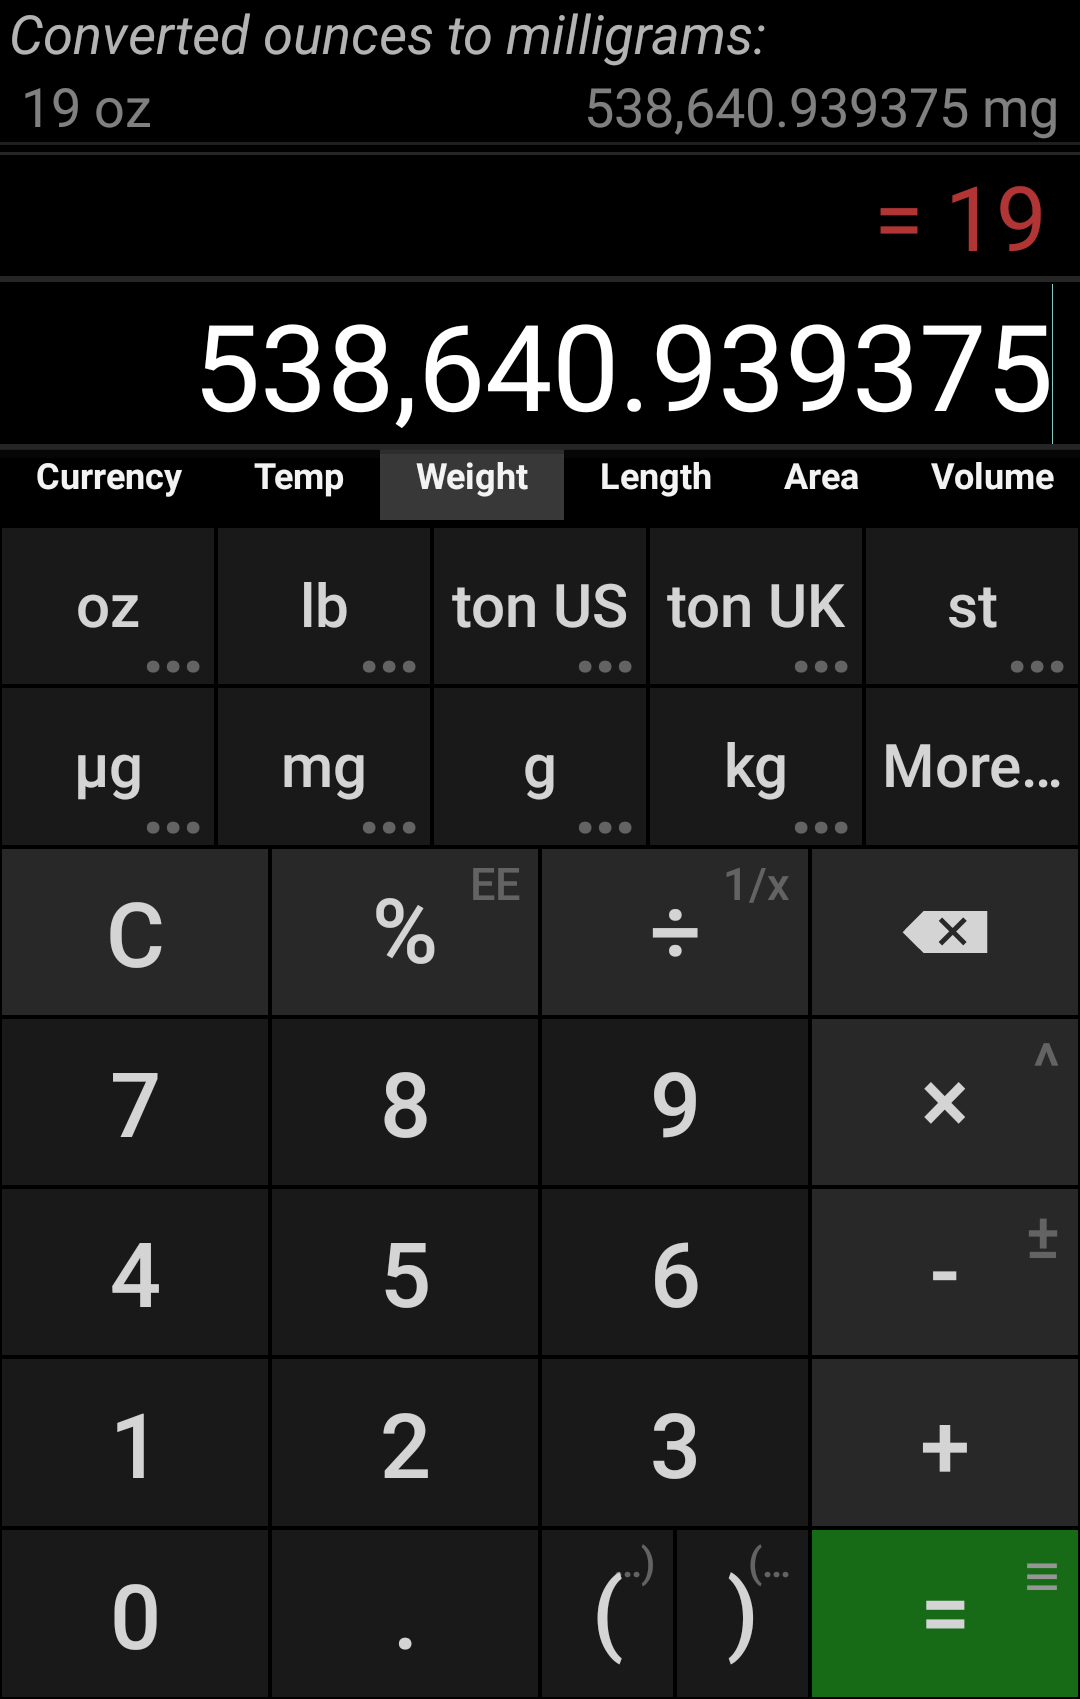 Converted ounces to milligrams:
19 oz 538,640.939375 mg
= 19
538,640.939375
Currency Temp Weight Length Area Volume
oz lb ton US ton UK st
µg mg g kg More...
C % EE ÷ 1/x
7 8 9 × ^
4 5 6 - ±
1 2 3 +
0 . ( ..) ) (... = ≡